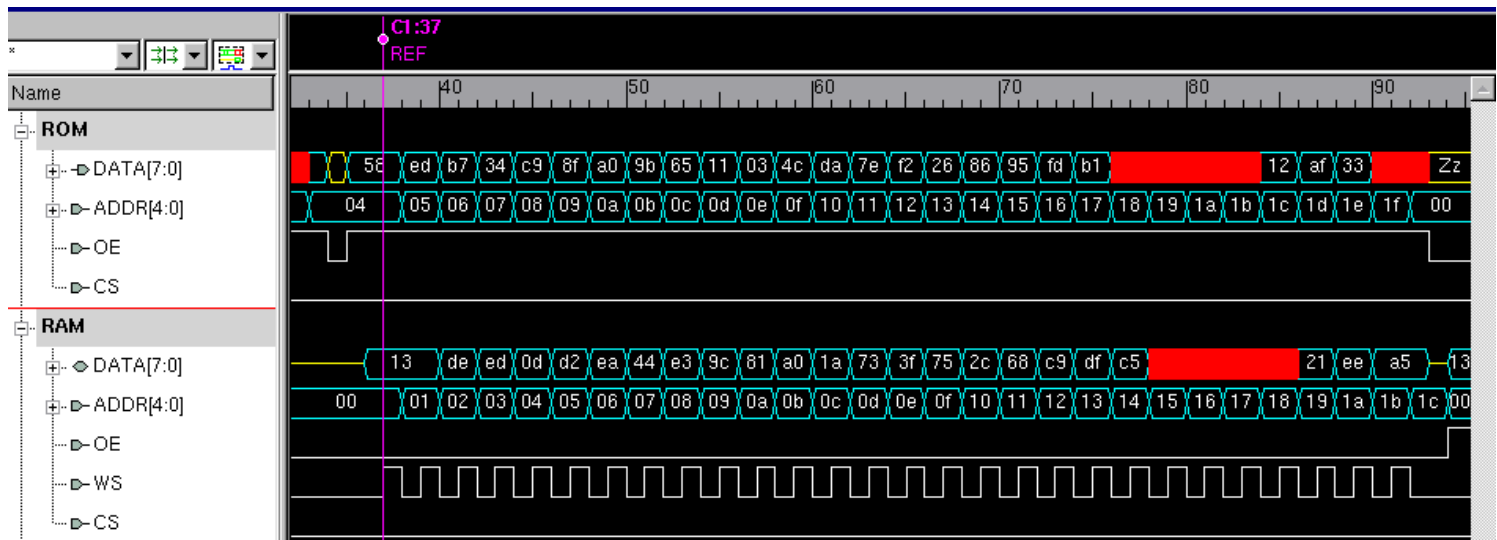 C1:37
REF
*
Name
40 50 60 70 80 90
ROM
DATA[7:0] 58 ed b7 34 c9 8f a0 9b 65 11 03 4c da 7e f2 26 86 95 fd b1 12 af 33 Zz
ADDR[4:0] 04 05 06 07 08 09 0a 0b 0c 0d 0e 0f 10 11 12 13 14 15 16 17 18 19 1a 1b 1c 1d 1e 1f 00
OE
CS
RAM
DATA[7:0] 13 de ed 0d d2 ea 44 e3 9c 81 a0 1a 73 3f 75 2c 68 c9 df c5 21 ee a5 13
ADDR[4:0] 00 01 02 03 04 05 06 07 08 09 0a 0b 0c 0d 0e 0f 10 11 12 13 14 15 16 17 18 19 1a 1b 1c 00
OE
WS
CS